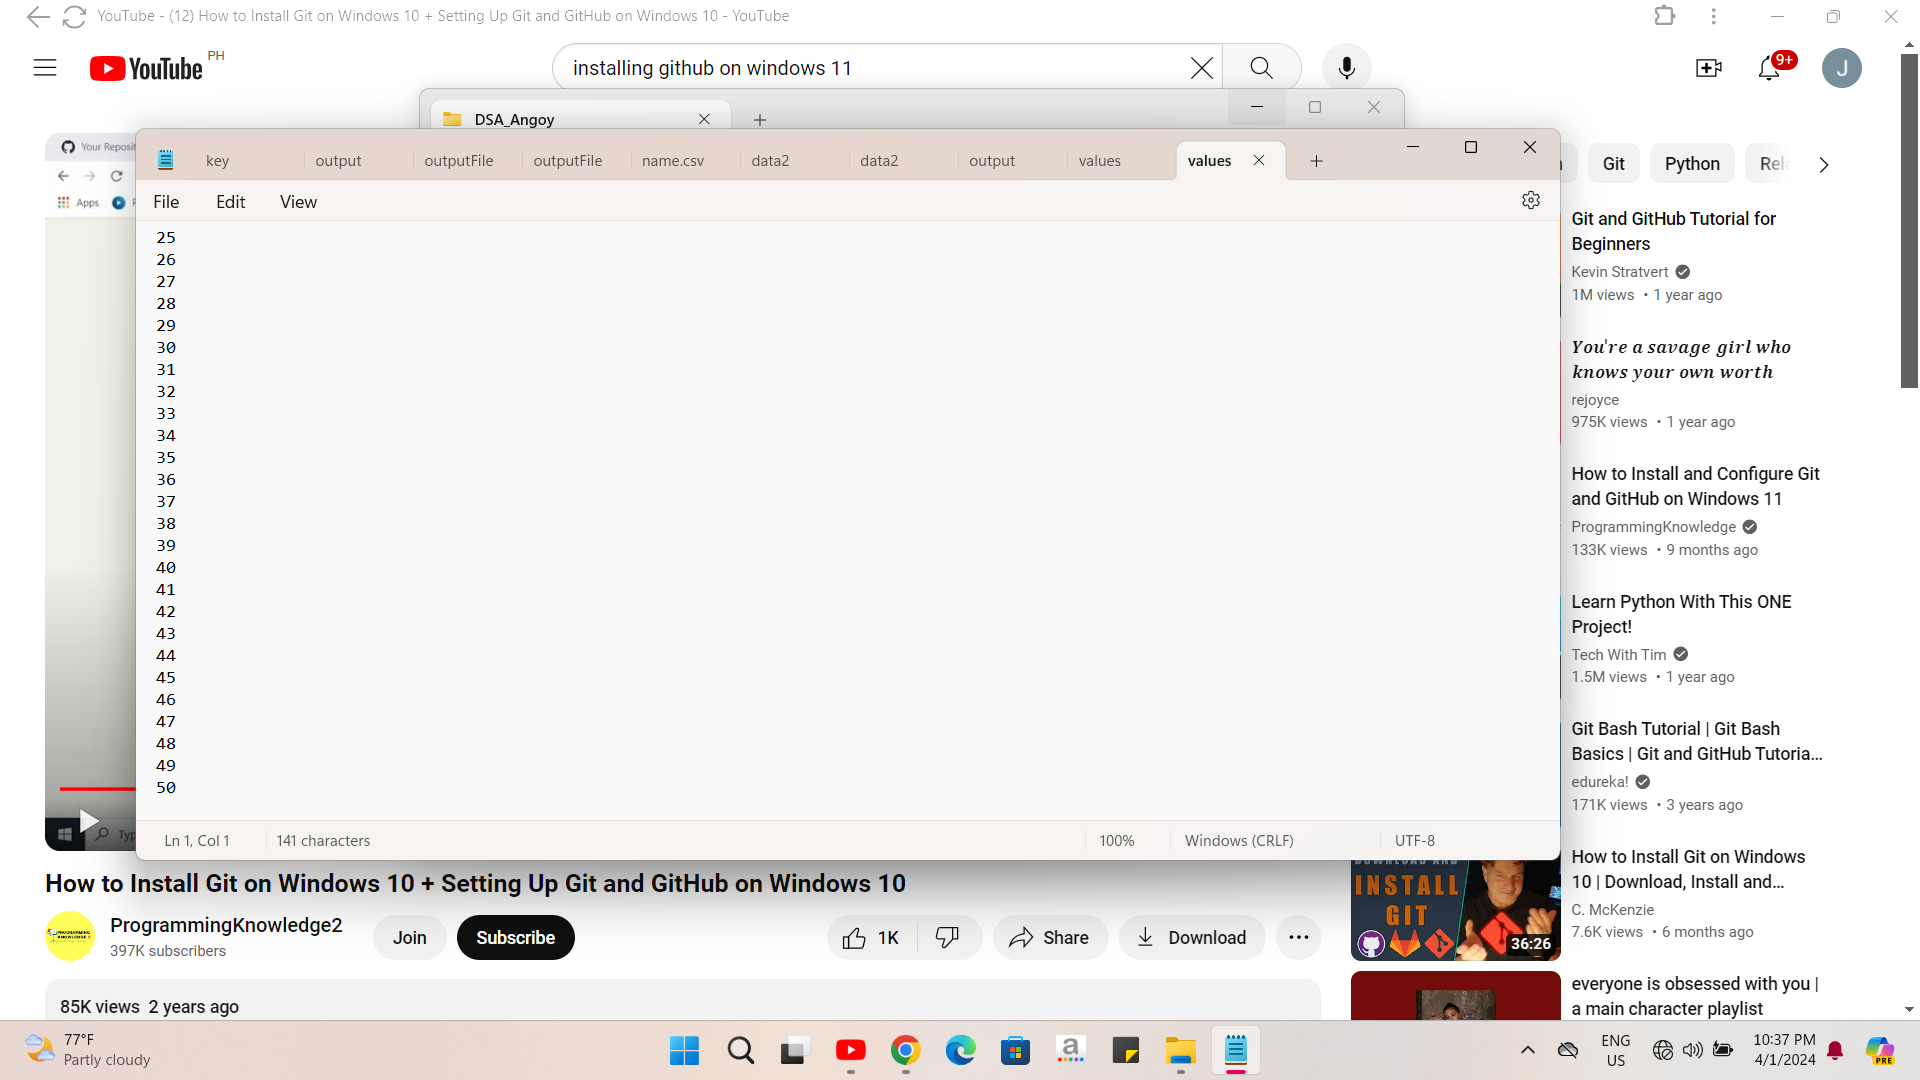 YouTube - (12) How to Install Git on Windows 10 + Setting Up Git and GitHub on Windows 10 - YouTube
YouTube PH
installing github on windows 11
9+
J
DSA_Angoy
Your Reposit
Apps
key output outputFile outputFile name.csv data2 data2 output values values
File Edit View
25
26
27
28
29
30
31
32
33
34
35
36
37
38
39
40
41
42
43
44
45
46
47
48
49
50
Ln 1, Col 1 141 characters 100% Windows (CRLF) UTF-8
Typ
Git Python Rela
Git and GitHub Tutorial for
Beginners
Kevin Stratvert
1M views • 1 year ago
You're a savage girl who
knows your own worth
rejoyce
975K views • 1 year ago
How to Install and Configure Git
and GitHub on Windows 11
ProgrammingKnowledge
133K views • 9 months ago
Learn Python With This ONE
Project!
Tech With Tim
1.5M views • 1 year ago
Git Bash Tutorial | Git Bash
Basics | Git and GitHub Tutoria...
edureka!
171K views • 3 years ago
How to Install Git on Windows
10 | Download, Install and...
C. McKenzie
7.6K views • 6 months ago
DOWNLOAD AND
INSTALL
GIT
36:26
everyone is obsessed with you |
a main character playlist
How to Install Git on Windows 10 + Setting Up Git and GitHub on Windows 10
ProgrammingKnowledge2
397K subscribers
Join Subscribe 1K Share Download
85K views 2 years ago
77°F
Partly cloudy
a
ENG
US
10:37 PM
4/1/2024
PRE